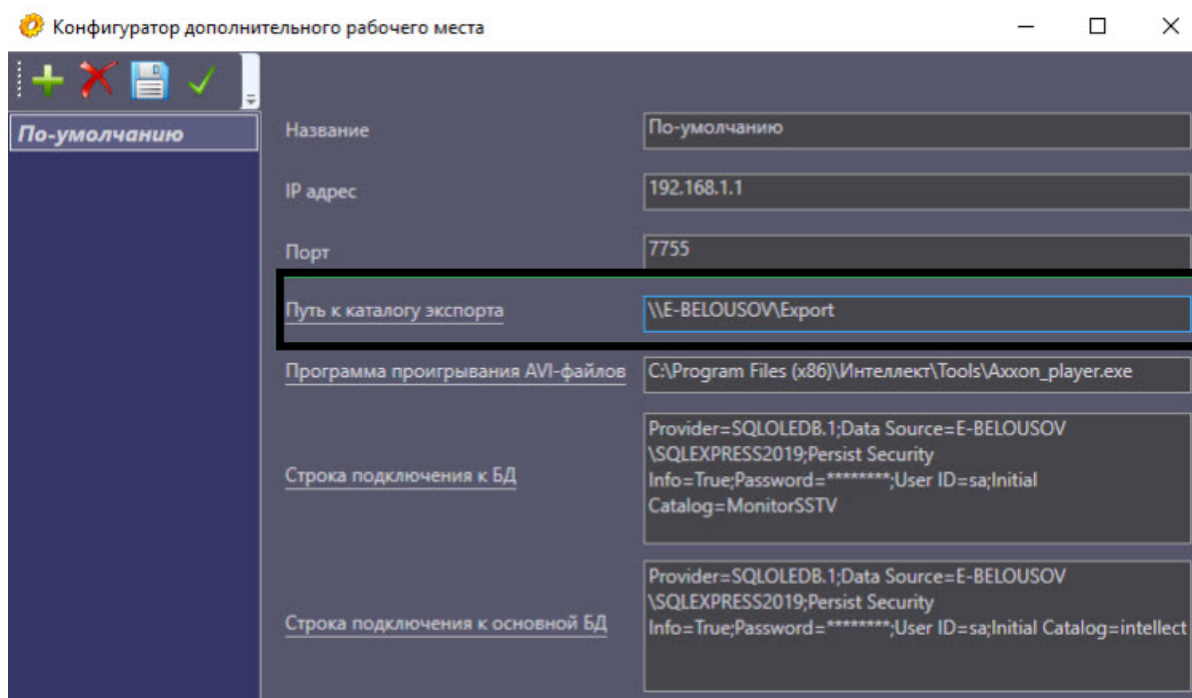 Конфигуратор дополнительного рабочего места
По-умолчанию
Название
По-умолчанию
IP адрес
192.168.1.1
Порт
7755
Путь к каталогу экспорта
\\E-BELOUSOV\Export
Программа проигрывания AVI-файлов
C:\Program Files (x86)\Интеллект\Tools\Axxon_player.exe
Строка подключения к БД
Provider=SQLOLEDB.1;Data Source=E-BELOUSOV
\SQLEXPRESS2019;Persist Security
Info=True;Password=********;User ID=sa;Initial
Catalog=MonitorSSTV
Строка подключения к основной БД
Provider=SQLOLEDB.1;Data Source=E-BELOUSOV
\SQLEXPRESS2019;Persist Security
Info=True;Password=********;User ID=sa;Initial Catalog=intellect